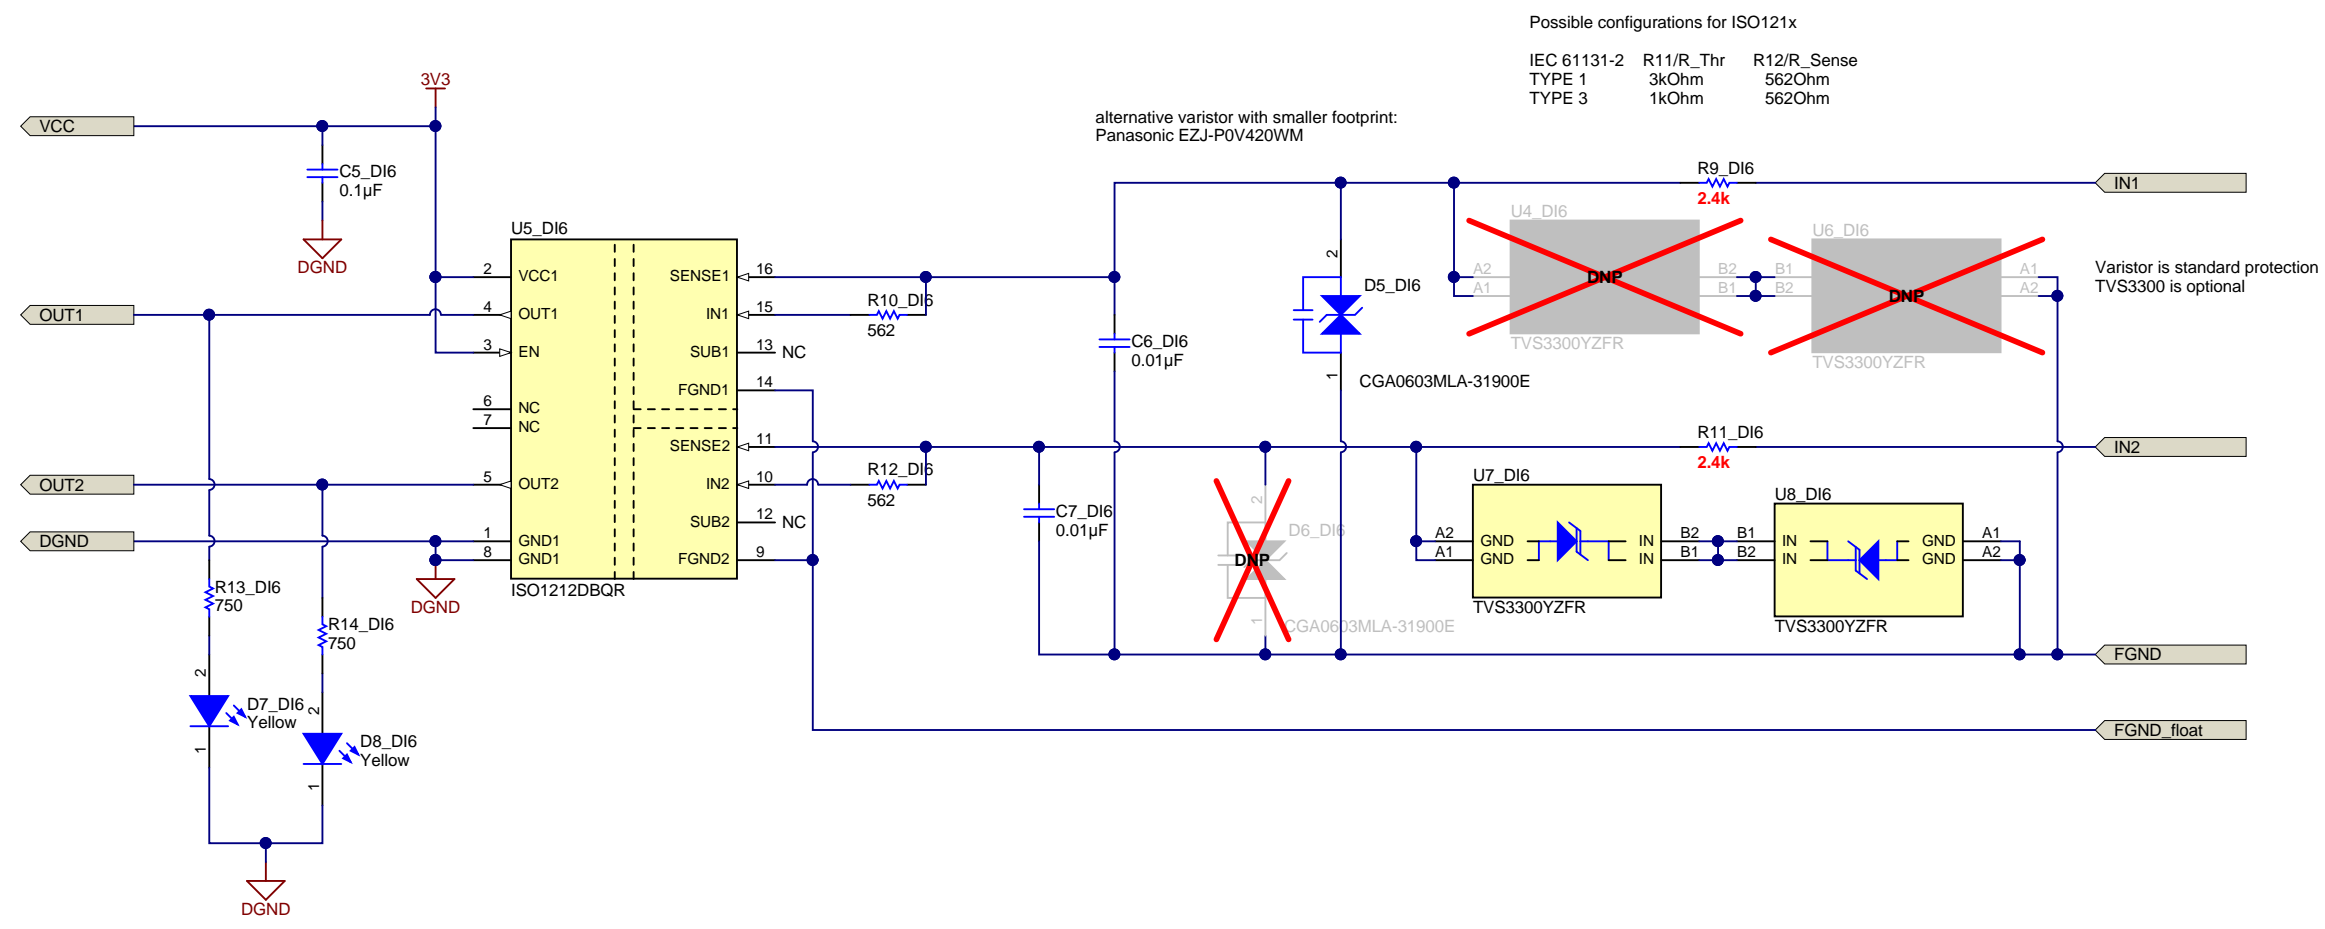 Possible configurations for ISO121x
IEC 61131-2 R11/R_Thr R12/R_Sense
TYPE 1 3kOhm 562Ohm
TYPE 3 1kOhm 562Ohm
alternative varistor with smaller footprint:
Panasonic EZJ-P0V420WM
3V3
VCC
C5_DI6
0.1µF
DGND
R9_DI6
2.4k
IN1
U4_DI6
DNP
TVS3300YZFR
A2
A1
B2
B1
U6_DI6
DNP
TVS3300YZFR
B1
B2
A1
A2
Varistor is standard protection
TVS3300 is optional
U5_DI6
2 VCC1
4 OUT1
3 EN
6 NC
7 NC
5 OUT2
1 GND1
8 GND1
SENSE1 16
IN1 15
SUB1 13 NC
FGND1 14
SENSE2 11
IN2 10
SUB2 12 NC
FGND2 9
ISO1212DBQR
OUT1
OUT2
DGND
DGND
R10_DI6
562
R12_DI6
562
C6_DI6
0.01µF
C7_DI6
0.01µF
2
D5_DI6
1
CGA0603MLA-31900E
2
D6_DI6
DNP
1
CGA0603MLA-31900E
R11_DI6
2.4k
IN2
U7_DI6
A2 GND IN B2
A1 GND IN B1
TVS3300YZFR
U8_DI6
B1 IN GND A1
B2 IN GND A2
TVS3300YZFR
FGND
FGND_float
R13_DI6
750
R14_DI6
750
2
D7_DI6
Yellow
1
2
D8_DI6
Yellow
1
DGND